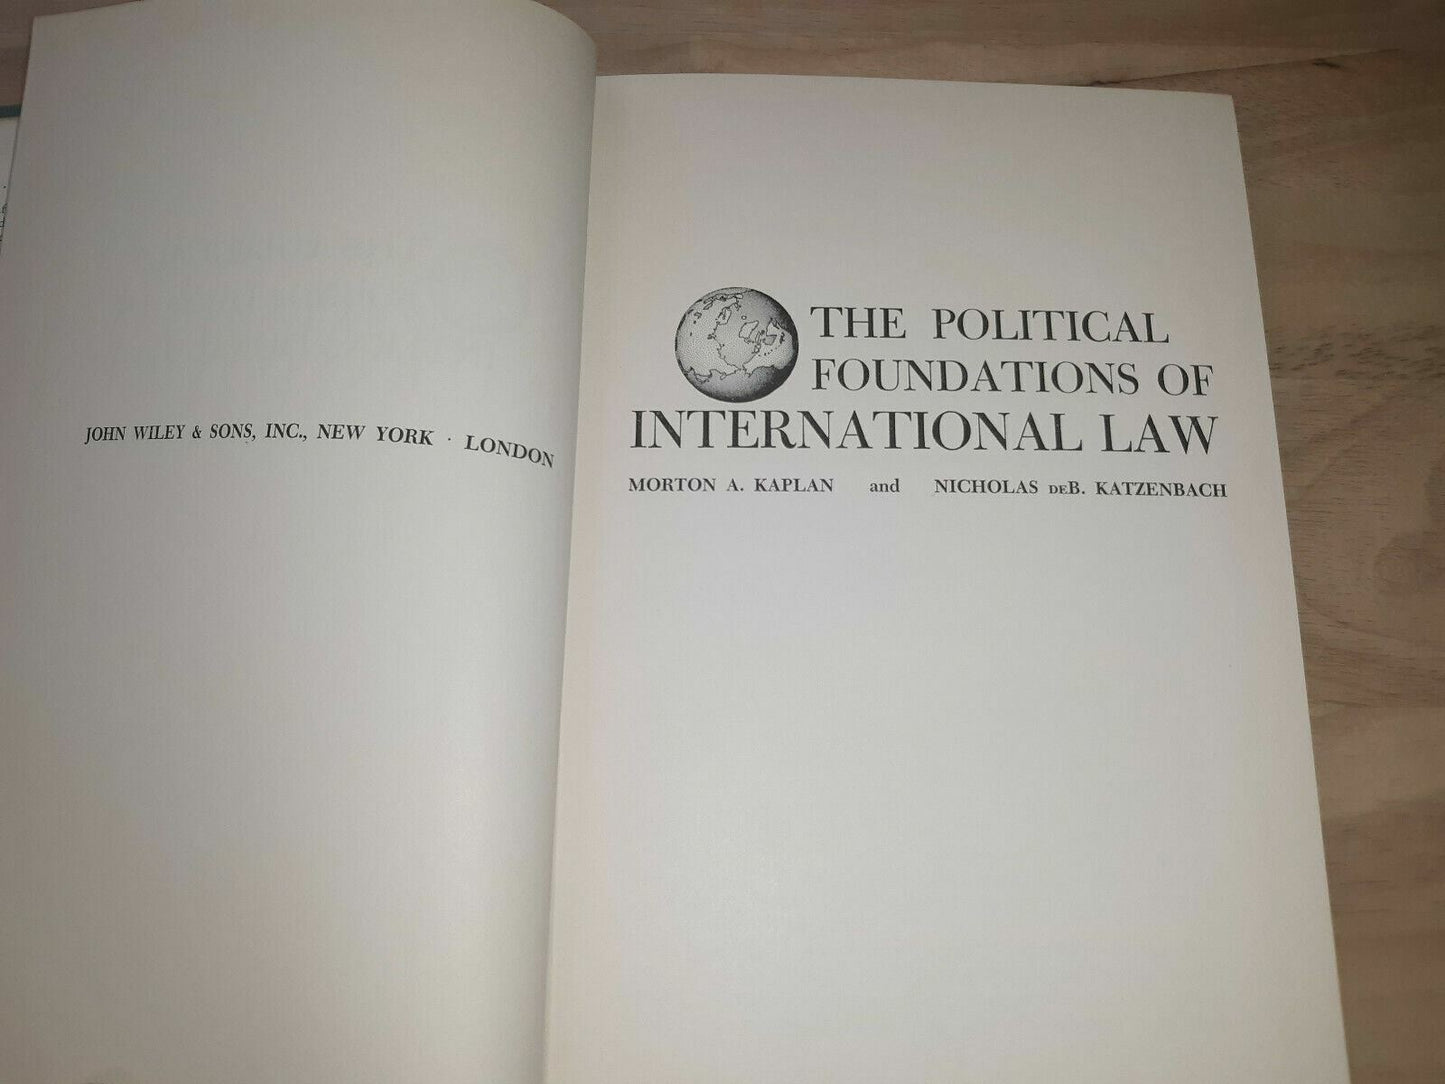 JOHN WILEY & SONS, INC., NEW YORK · LONDON
THE POLITICAL
FOUNDATIONS OF
INTERNATIONAL LAW
MORTON A. KAPLAN and NICHOLAS DEB. KATZENBACH